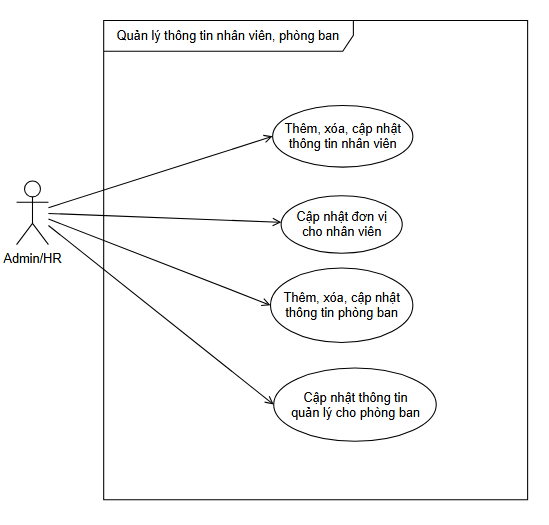 Quản lý thông tin nhân viên, phòng ban
Thêm, xóa, cập nhật
thông tin nhân viên
Cập nhật đơn vị
cho nhân viên
Admin/HR
Thêm, xóa, cập nhật
thông tin phòng ban
Cập nhật thông tin
quản lý cho phòng ban